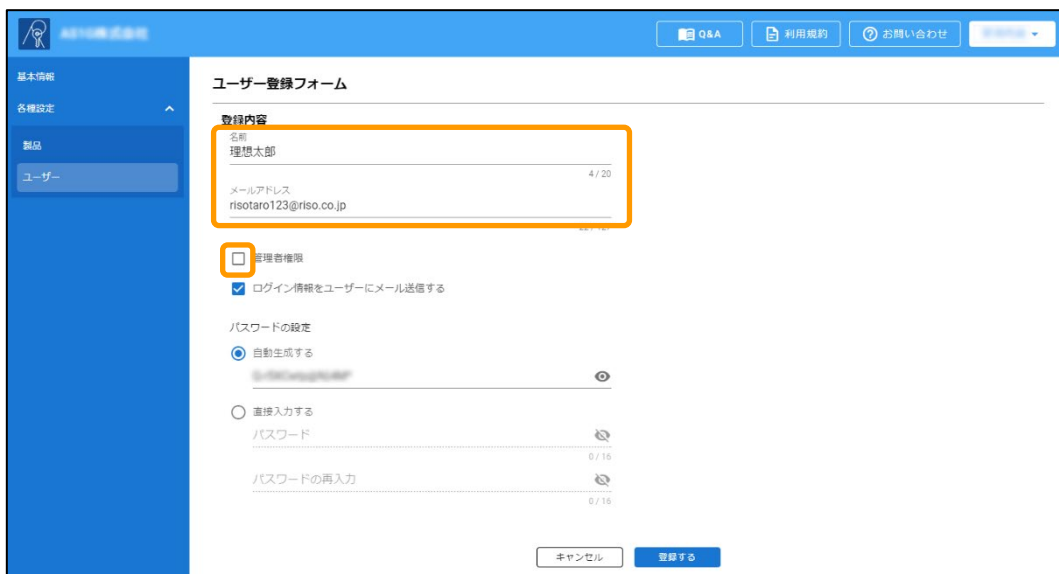 Q&A
利用規約
お問い合わせ
基本情報
各種設定
製品
ユーザー
ユーザー登録フォーム
登録内容
名前
理想太郎
4 / 20
メールアドレス
risotaro123@riso.co.jp
管理者権限
ログイン情報をユーザーにメール送信する
パスワードの設定
自動生成する
直接入力する
パスワード
0 / 16
パスワードの再入力
0 / 16
キャンセル
登録する